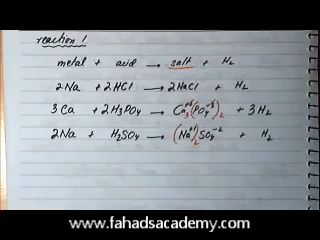 reaction 1
metal + acid → salt + H₂
2Na + 2HCl → 2NaCl + H₂
3Ca + 2H₃PO₄ → Ca₃⁺²(PO₄⁻³)₂ + 3H₂
2Na + H₂SO₄ → (Na⁺¹)₂SO₄⁻² + H₂
www.fahadsacademy.com